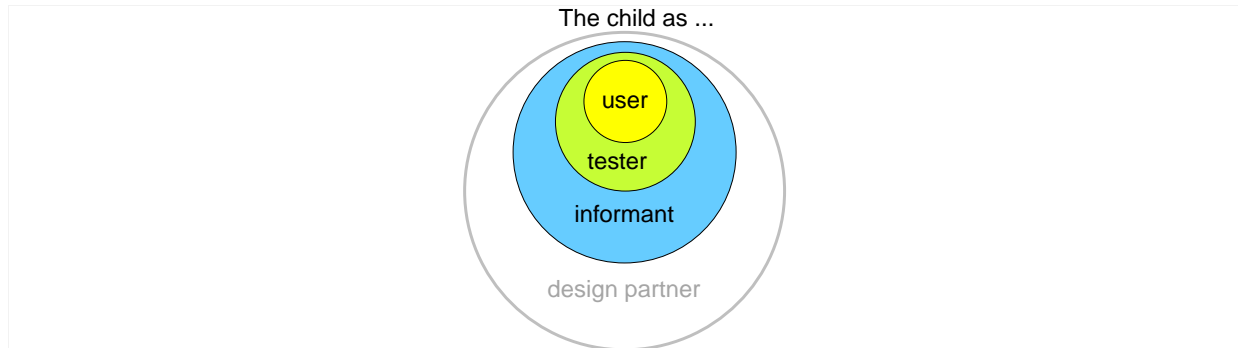 The child as ...
user
tester
informant
design partner